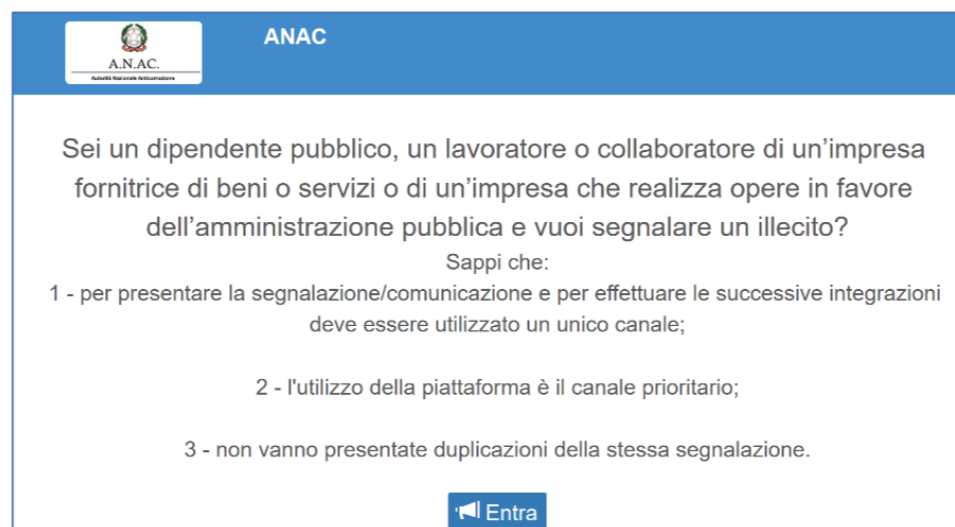 ANAC
A.N.AC.
Autorità Nazionale Anticorruzione
Sei un dipendente pubblico, un lavoratore o collaboratore di un’impresa
fornitrice di beni o servizi o di un’impresa che realizza opere in favore
dell’amministrazione pubblica e vuoi segnalare un illecito?
Sappi che:
1 - per presentare la segnalazione/comunicazione e per effettuare le successive integrazioni
deve essere utilizzato un unico canale;
2 - l'utilizzo della piattaforma è il canale prioritario;
3 - non vanno presentate duplicazioni della stessa segnalazione.
Entra